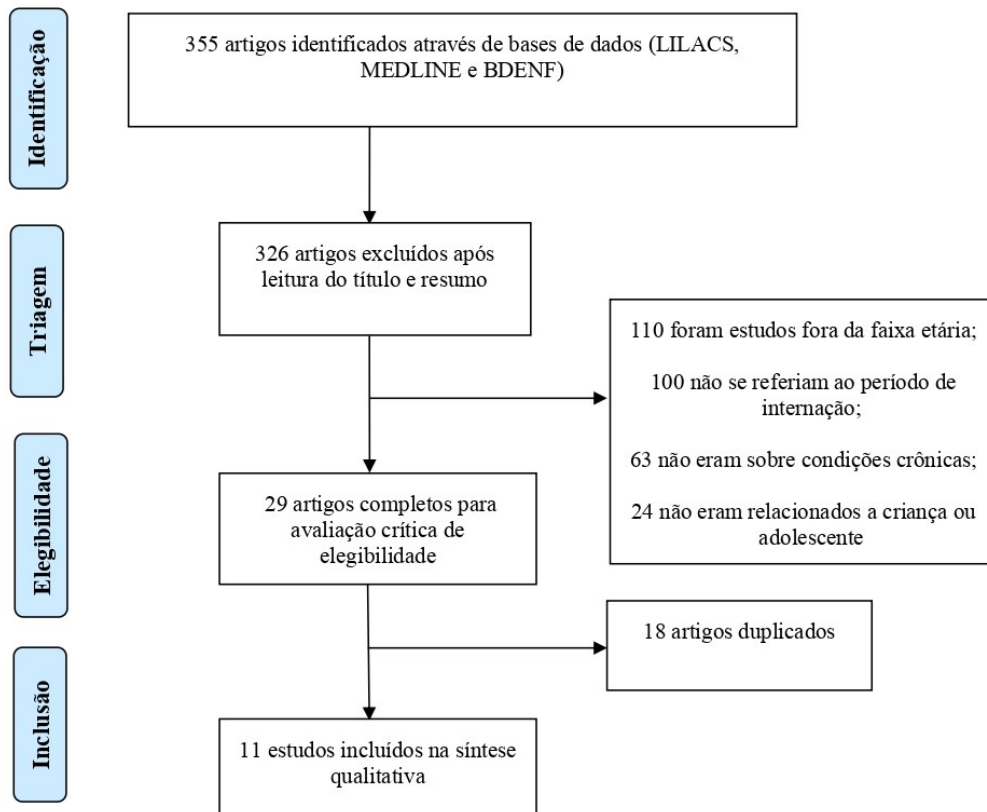 Identificação
355 artigos identificados através de bases de dados (LILACS,
MEDLINE e BDENF)
Triagem
326 artigos excluídos após
leitura do título e resumo
110 foram estudos fora da faixa etária;
100 não se referiam ao período de
internação;
63 não eram sobre condições crônicas;
24 não eram relacionados a criança ou
adolescente
Elegibilidade
29 artigos completos para
avaliação crítica de
elegibilidade
18 artigos duplicados
Inclusão
11 estudos incluídos na síntese
qualitativa